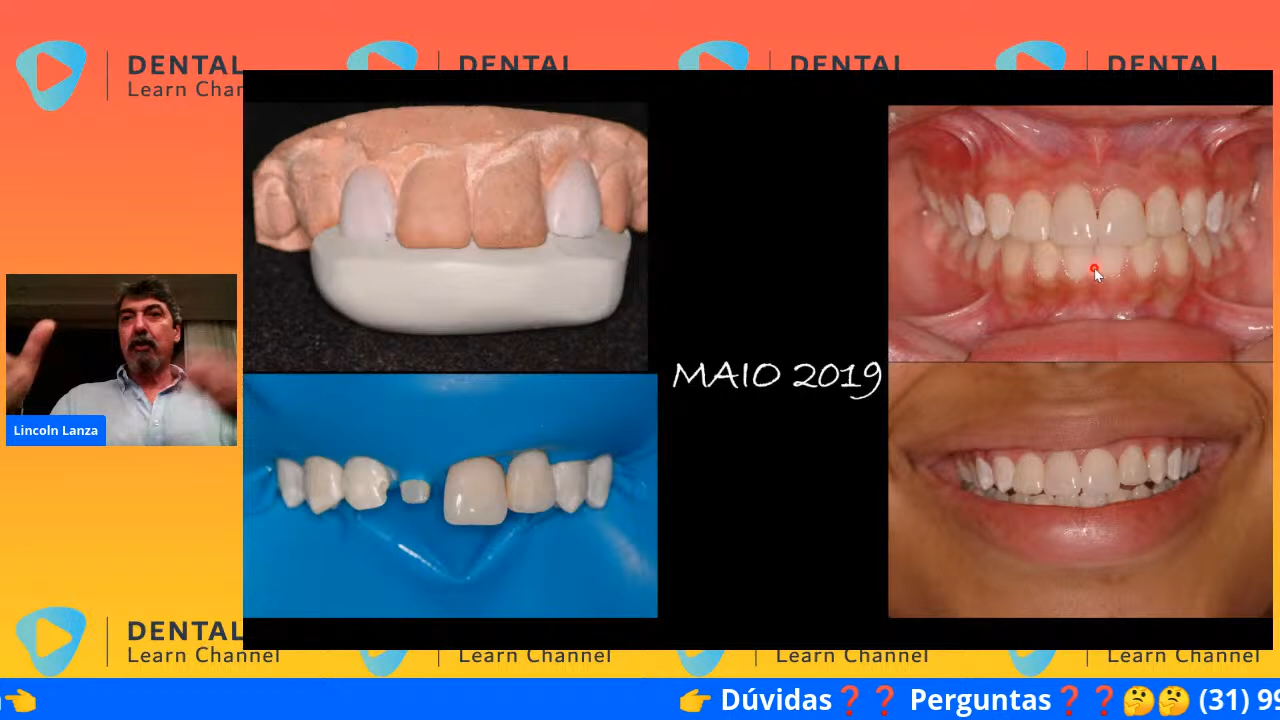 DENTAL
Learn Chan
DENTAL
DENTAL
DENTAL
MAIO 2019
Lincoln Lanza
DENTAL
Learn Channel
Learn Channel
Learn Channel
Learn Channel
👈
👉 Dúvidas❓❓ Perguntas❓❓🤔🤔 (31) 99